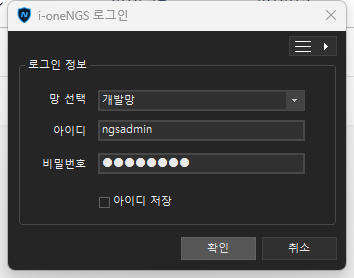 i-oneNGS 로그인
로그인 정보
망 선택 개발망
아이디 ngsadmin
비밀번호 ●●●●●●●●
아이디 저장
확인 취소